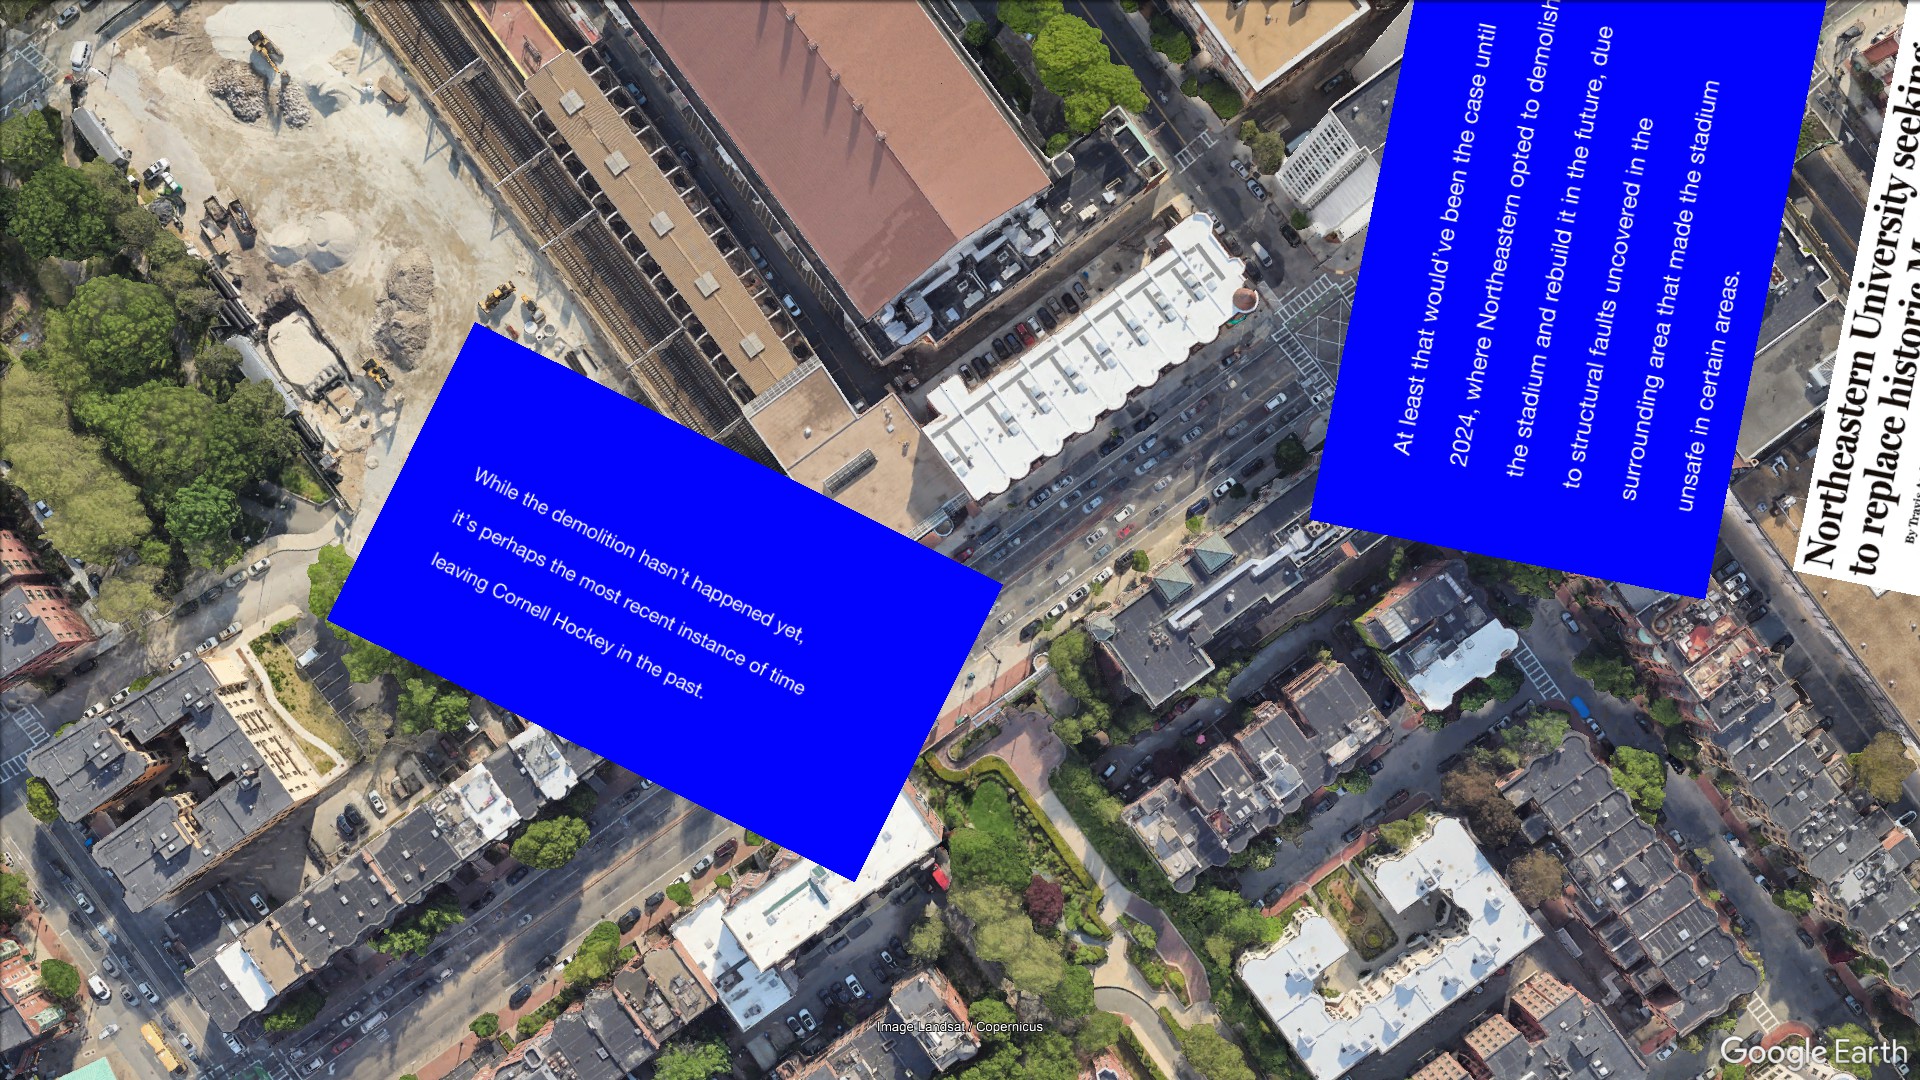 While the demolition hasn't happened yet,
it's perhaps the most recent instance of time
leaving Cornell Hockey in the past.
At least that would've been the case until
2024, where Northeastern opted to demolish
the stadium and rebuild it in the future, due
to structural faults uncovered in the
surrounding area that made the stadium
unsafe in certain areas.
Northeastern University seeking
to replace historic M
By Travis
Image Landsat / Copernicus
Google Earth